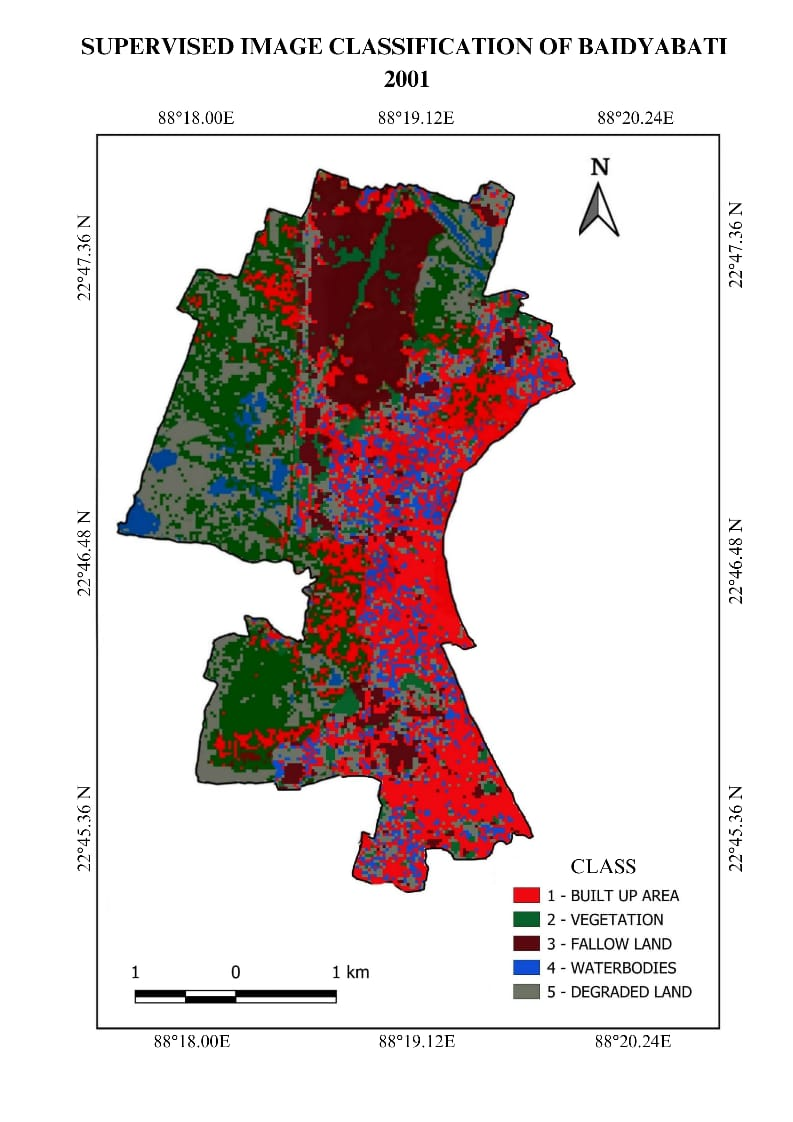 SUPERVISED IMAGE CLASSIFICATION OF BAIDYABATI
2001
88°18.00E 88°19.12E 88°20.24E
N
22°47.36 N
22°47.36 N
22°46.48 N
22°46.48 N
22°45.36 N
22°45.36 N
CLASS
1 - BUILT UP AREA
2 - VEGETATION
3 - FALLOW LAND
4 - WATERBODIES
5 - DEGRADED LAND
1 0 1 km
88°18.00E 88°19.12E 88°20.24E